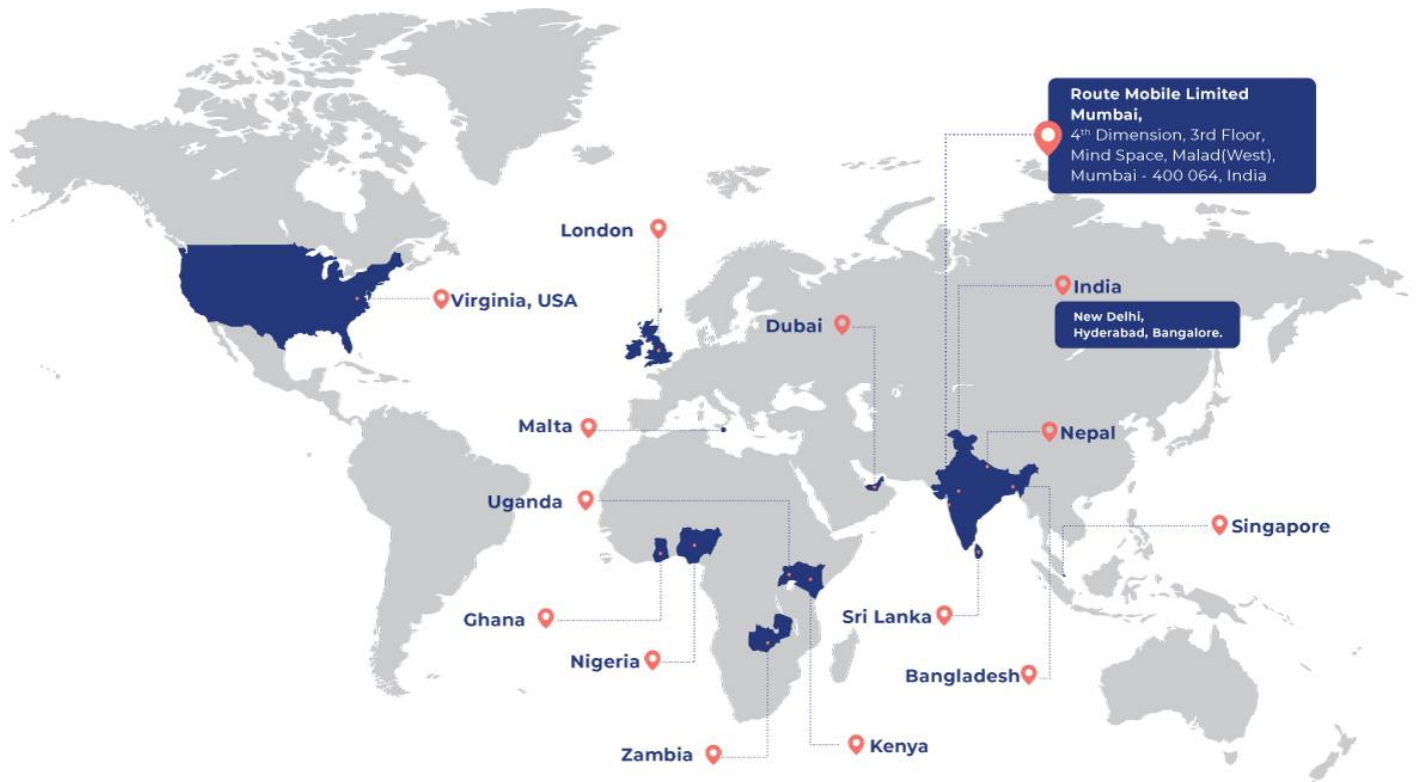 Route Mobile Limited
Mumbai,
4th Dimension, 3rd Floor,
Mind Space, Malad(West),
Mumbai - 400 064, India
London
India
Virginia, USA
New Delhi,
Hyderabad, Bangalore.
Dubai
Malta
Nepal
Uganda
Singapore
Ghana
Sri Lanka
Nigeria
Bangladesh
Zambia
Kenya